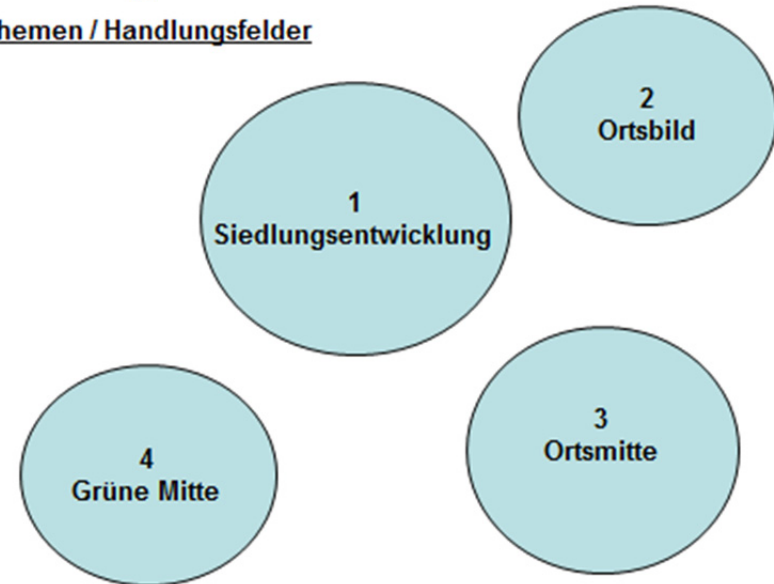 hemen / Handlungsfelder
1
Siedlungsentwicklung
2
Ortsbild
3
Ortsmitte
4
Grüne Mitte